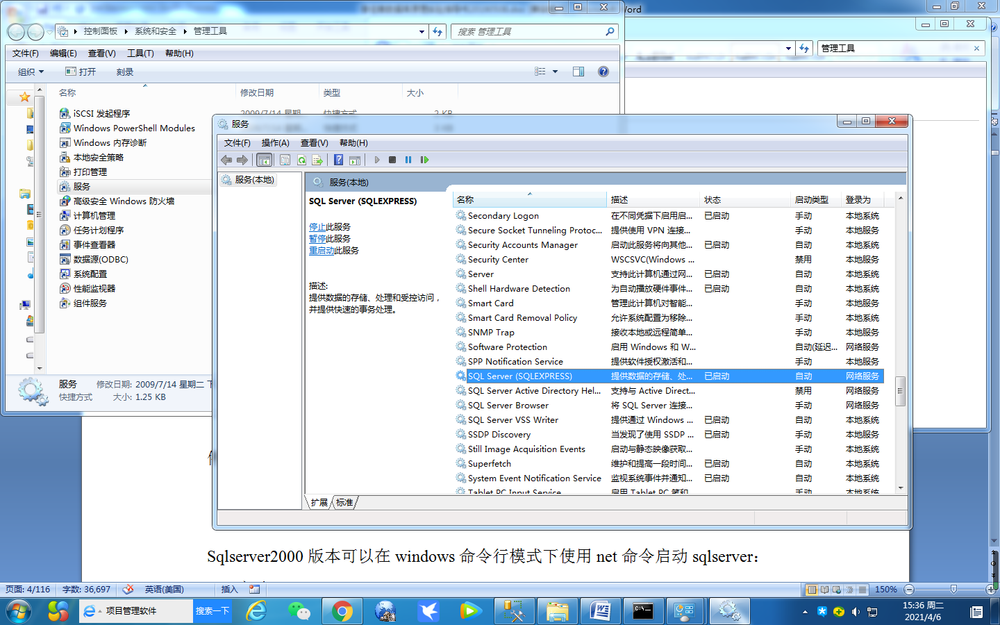 Word
控制面板 系统和安全 管理工具
搜索 管理工具
管理工具
文件(F) 编辑(E) 查看(V) 工具(T) 帮助(H)
组织 打开 刻录
名称 修改日期 类型 大小
iSCSI 发起程序
Windows PowerShell Modules
Windows 内存诊断
本地安全策略
打印管理
服务
高级安全 Windows 防火墙
计算机管理
任务计划程序
事件查看器
数据源(ODBC)
系统配置
性能监视器
组件服务
服务 修改日期: 2009/7/14 星期二 下
快捷方式 大小: 1.25 KB
服务
文件(F) 操作(A) 查看(V) 帮助(H)
服务(本地)
服务(本地)
SQL Server (SQLEXPRESS)
停止此服务
暂停此服务
重启动此服务
描述:
提供数据的存储、处理和受控访问，
并提供快速的事务处理。
名称 描述 状态 启动类型 登录为
Secondary Logon 在不同凭据下启用启... 已启动 手动 本地系统
Secure Socket Tunneling Protoc... 提供使用 VPN 连接... 手动 本地服务
Security Accounts Manager 启动此服务将向其他... 已启动 自动 本地系统
Security Center WSCSVC(Windows ... 禁用 本地服务
Server 支持此计算机通过网... 已启动 自动 本地系统
Shell Hardware Detection 为自动播放硬件事件... 已启动 自动 本地系统
Smart Card 管理此计算机对智能... 手动 本地服务
Smart Card Removal Policy 允许系统配置为移除... 手动 本地系统
SNMP Trap 接收本地或远程简单... 手动 本地服务
Software Protection 启用 Windows 和 W... 自动(延迟... 网络服务
SPP Notification Service 提供软件授权激活和... 手动 本地服务
SQL Server (SQLEXPRESS) 提供数据的存储、处... 已启动 自动 网络服务
SQL Server Active Directory Hel... 支持与 Active Direct... 禁用 网络服务
SQL Server Browser 将 SQL Server 连接... 手动 网络服务
SQL Server VSS Writer 提供通过 Windows ... 已启动 自动 本地系统
SSDP Discovery 当发现了使用 SSDP ... 已启动 手动 本地服务
Still Image Acquisition Events 启动与静态映像获取... 手动 本地系统
Superfetch 维护和提高一段时间... 已启动 自动 本地系统
System Event Notification Service 监视系统事件并通知... 已启动 自动 本地系统
Tablet PC Input Service 启用 Tablet PC 笔和... 手动 本地系统
扩展 标准
Sqlserver2000 版本可以在 windows 命令行模式下使用 net 命令启动 sqlserver：
页面: 4/116 字数: 36,697 英语(美国) 插入 150%
项目管理软件 搜索一下
15:36 周二
2021/4/6